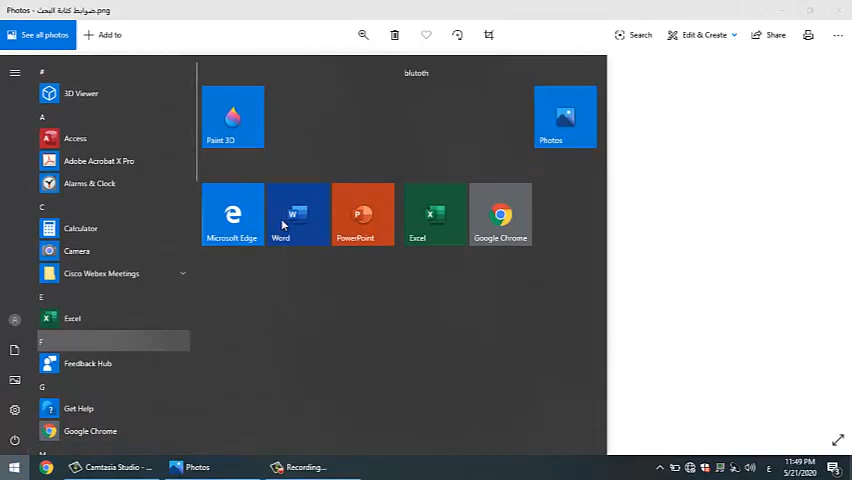 Photos - ضوابط كتابة البحث.png
See all photos
Add to
Search
Edit & Create
Share
#
3D Viewer
A
Access
Adobe Acrobat X Pro
Alarms & Clock
C
Calculator
Camera
Cisco Webex Meetings
E
Excel
F
Feedback Hub
G
Get Help
Google Chrome
blutoth
Paint 3D
Photos
Microsoft Edge
Word
PowerPoint
Excel
Google Chrome
Camtasia Studio - ...
Photos
Recording...
ع
11:49 PM
5/21/2020
3